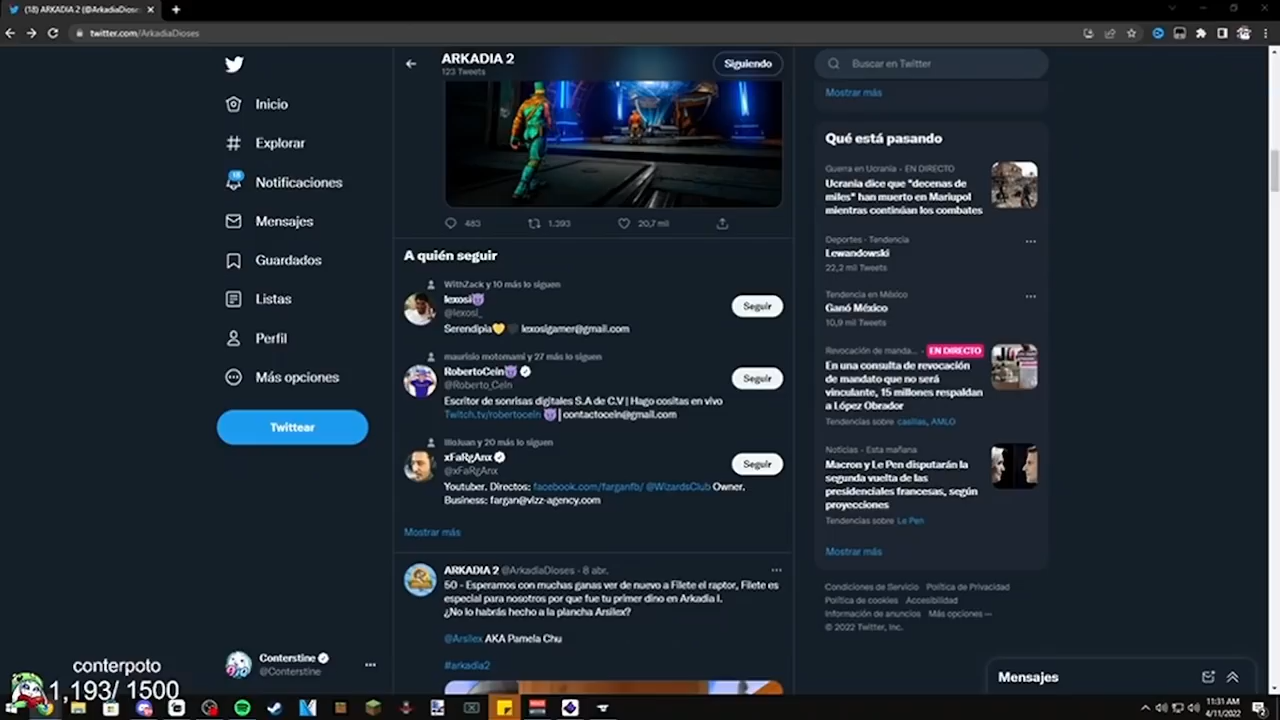 (18) ARKADIA 2 (@ArkadiaDiose
twitter.com/ArkadiaDioses
ARKADIA 2
123 Tweets
Siguiendo
Buscar en Twitter
Inicio
Explorar
18
Notificaciones
Mensajes
Guardados
Listas
Perfil
Más opciones
Twittear
Conterstine
@Conterstine
conterpoto
1,193/ 1500
483
1.393
20,7 mil
A quién seguir
WithZack y 10 más lo siguen
lexosi😈
@lexosi_
Serendipia💛🖤 lexosigamer@gmail.com
Seguir
maurisio motomami y 27 más lo siguen
RobertoCein😈
@Roberto_Cein
Escritor de sonrisas digitales S.A de C.V | Hago cositas en vivo
Twitch.tv/robertocein 😈| contactocein@gmail.com
Seguir
IlloJuan y 20 más lo siguen
xFaRgAnx
@xFaRgAnx
Youtuber. Directos: facebook.com/farganfb/ @WizardsClub Owner.
Business: fargan@vizz-agency.com
Seguir
Mostrar más
ARKADIA 2 @ArkadiaDioses · 8 abr.
50 - Esperamos con muchas ganas ver de nuevo a Filete el raptor, Filete es
especial para nosotros por que fue tu primer dino en Arkadia I.
¿No lo habrás hecho a la plancha Arsilex?
@Arsilex AKA Pamela Chu
#arkadia2
Mostrar más
Qué está pasando
Guerra en Ucrania · EN DIRECTO
Ucrania dice que "decenas de
miles" han muerto en Mariupol
mientras continúan los combates
Deportes · Tendencia
Lewandowski
22,2 mil Tweets
Tendencia en México
Ganó México
10,9 mil Tweets
Revocación de manda... EN DIRECTO
En una consulta de revocación
de mandato que no será
vinculante, 15 millones respaldan
a López Obrador
Tendencias sobre casillas, AMLO
Noticias · Esta mañana
Macron y Le Pen disputarán la
segunda vuelta de las
presidenciales francesas, según
proyecciones
Tendencias sobre Le Pen
Mostrar más
Condiciones de Servicio Política de Privacidad
Política de cookies Accesibilidad
Información de anuncios Más opciones
© 2022 Twitter, Inc.
Mensajes
11:31 AM
4/11/2022